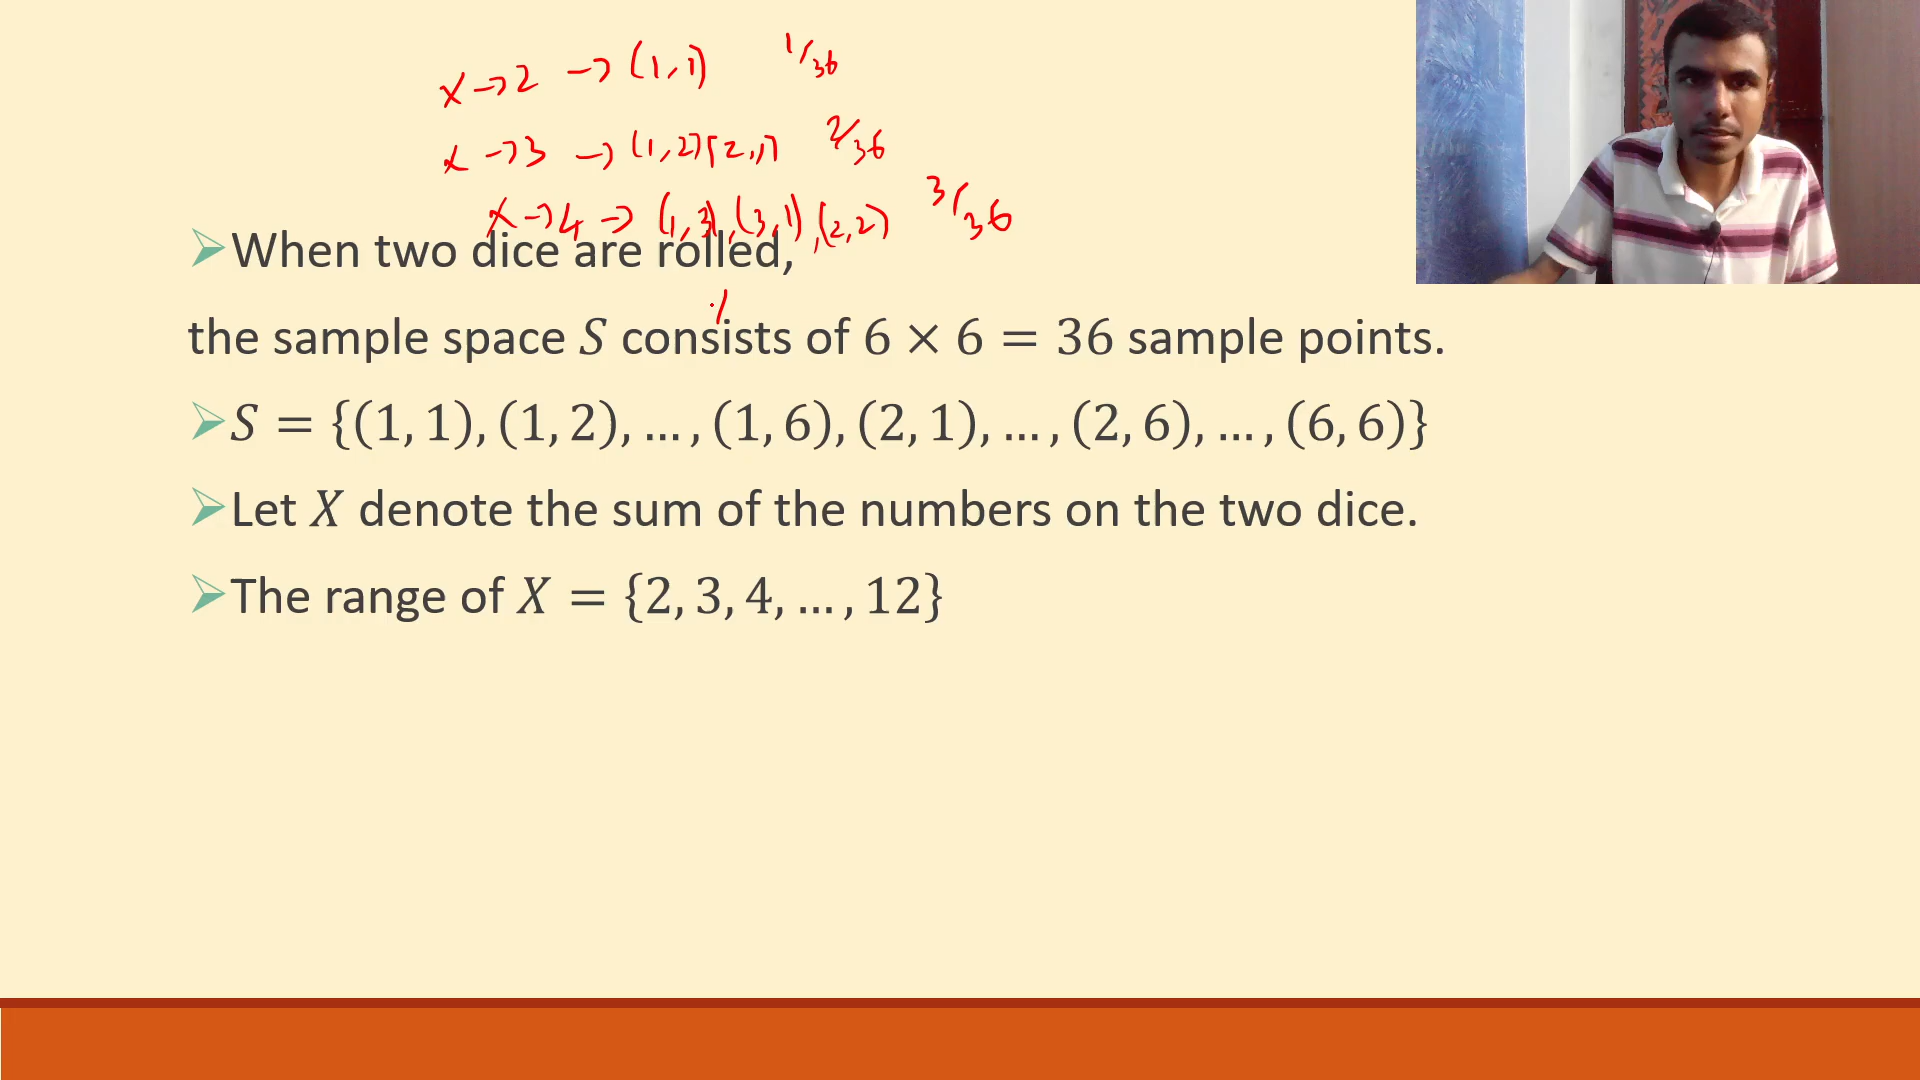 x → 2 → (1,1) 1/36
x → 3 → (1,2) (2,1) 2/36
x → 4 → (1,3), (3,1), (2,2) 3/36
➢When two dice are rolled,
the sample space S consists of 6 × 6 = 36 sample points.
➢S = {(1, 1), (1, 2), … , (1, 6), (2, 1), … , (2, 6), … , (6, 6)}
➢Let X denote the sum of the numbers on the two dice.
➢The range of X = {2, 3, 4, … , 12}